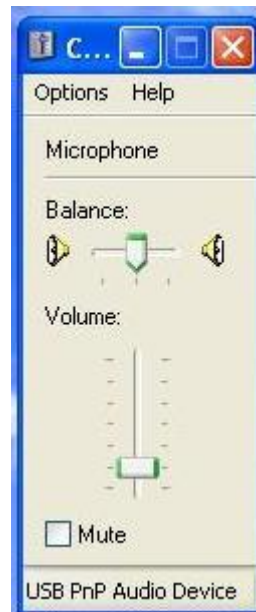 C...
Options Help
Microphone
Balance:
Volume:
Mute
USB PnP Audio Device